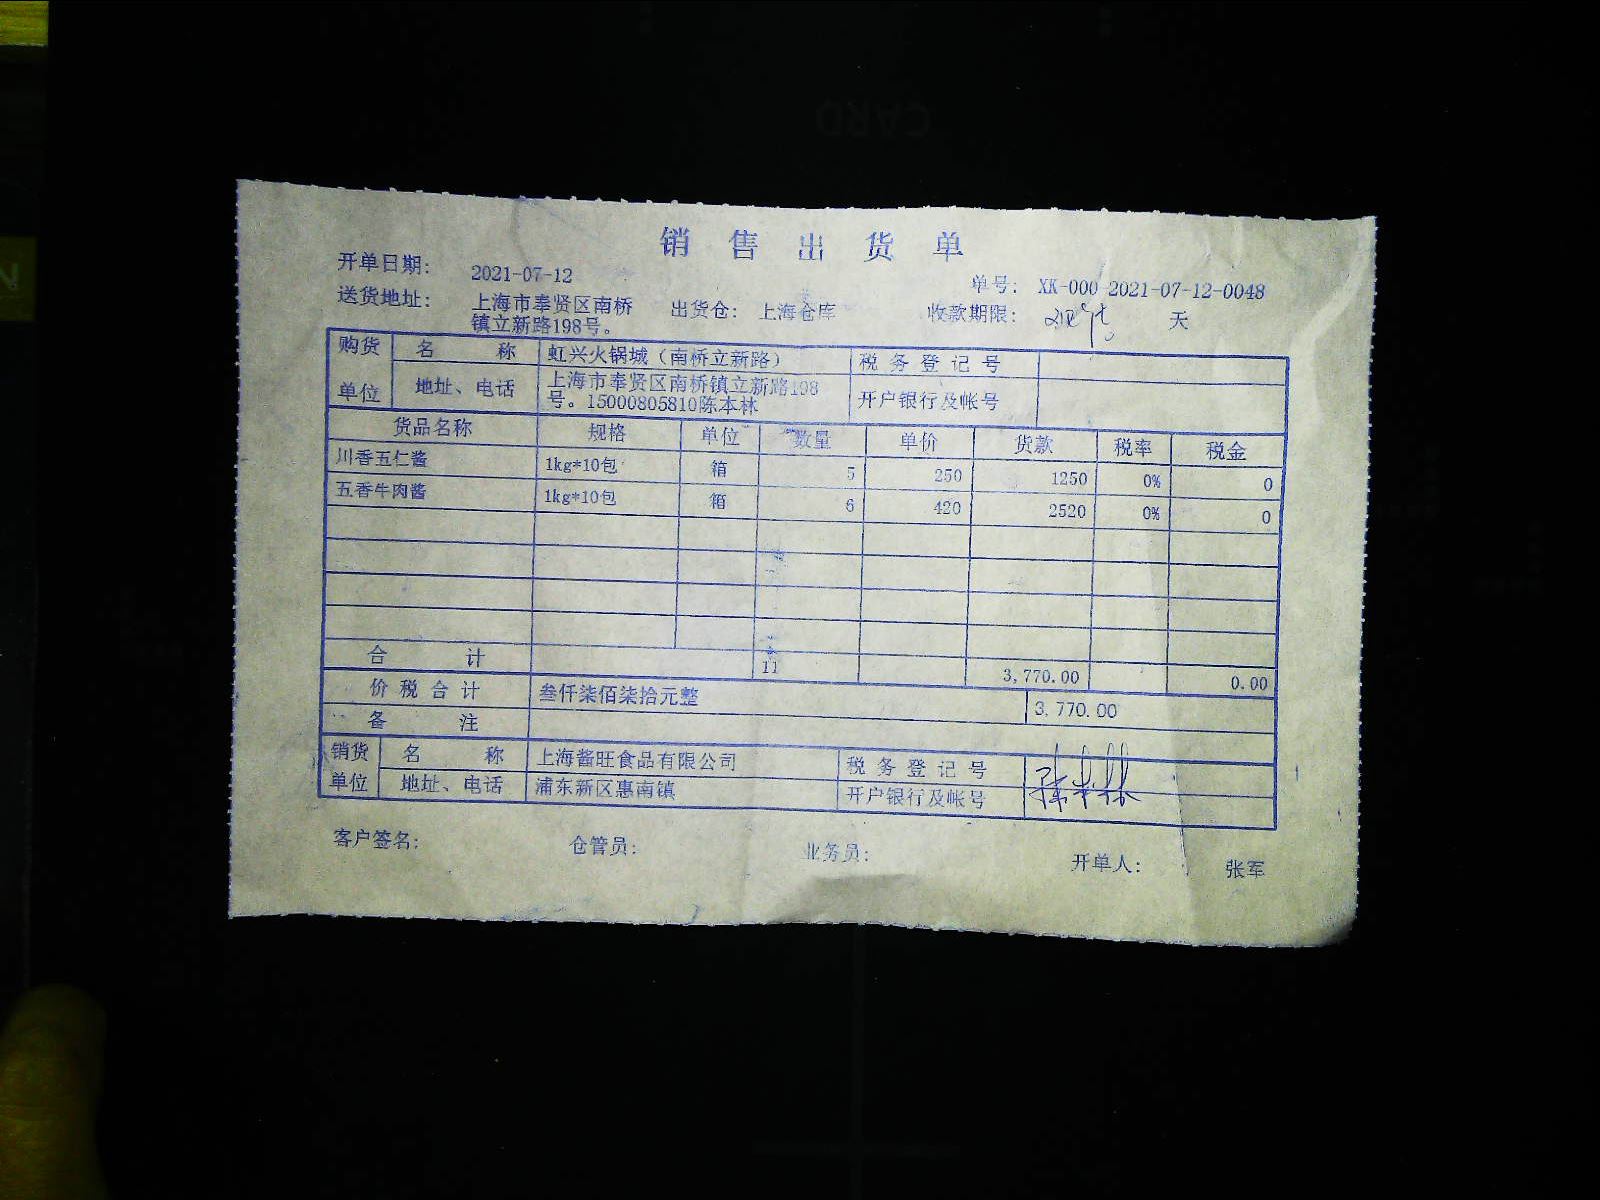 销售出货单
开单日期： 2021-07-12 单号： XK-000-2021-07-12-0048
送货地址： 上海市奉贤区南桥镇立新路198号。 出货仓： 上海仓库 收款期限： 天
购货单位 名称 虹兴火锅城（南桥立新路） 税务登记号
地址、电话 上海市奉贤区南桥镇立新路198号。15000805810陈本林 开户银行及帐号
货品名称 规格 单位 数量 单价 货款 税率 税金
川香五仁酱 1kg*10包 箱 5 250 1250 0% 0
五香牛肉酱 1kg*10包 箱 6 420 2520 0% 0
合计 11 3,770.00 0.00
价税合计 叁仟柒佰柒拾元整 3,770.00
备注
销货单位 名称 上海酱旺食品有限公司 税务登记号
地址、电话 浦东新区惠南镇 开户银行及帐号
客户签名： 仓管员： 业务员： 开单人： 张军
CARD